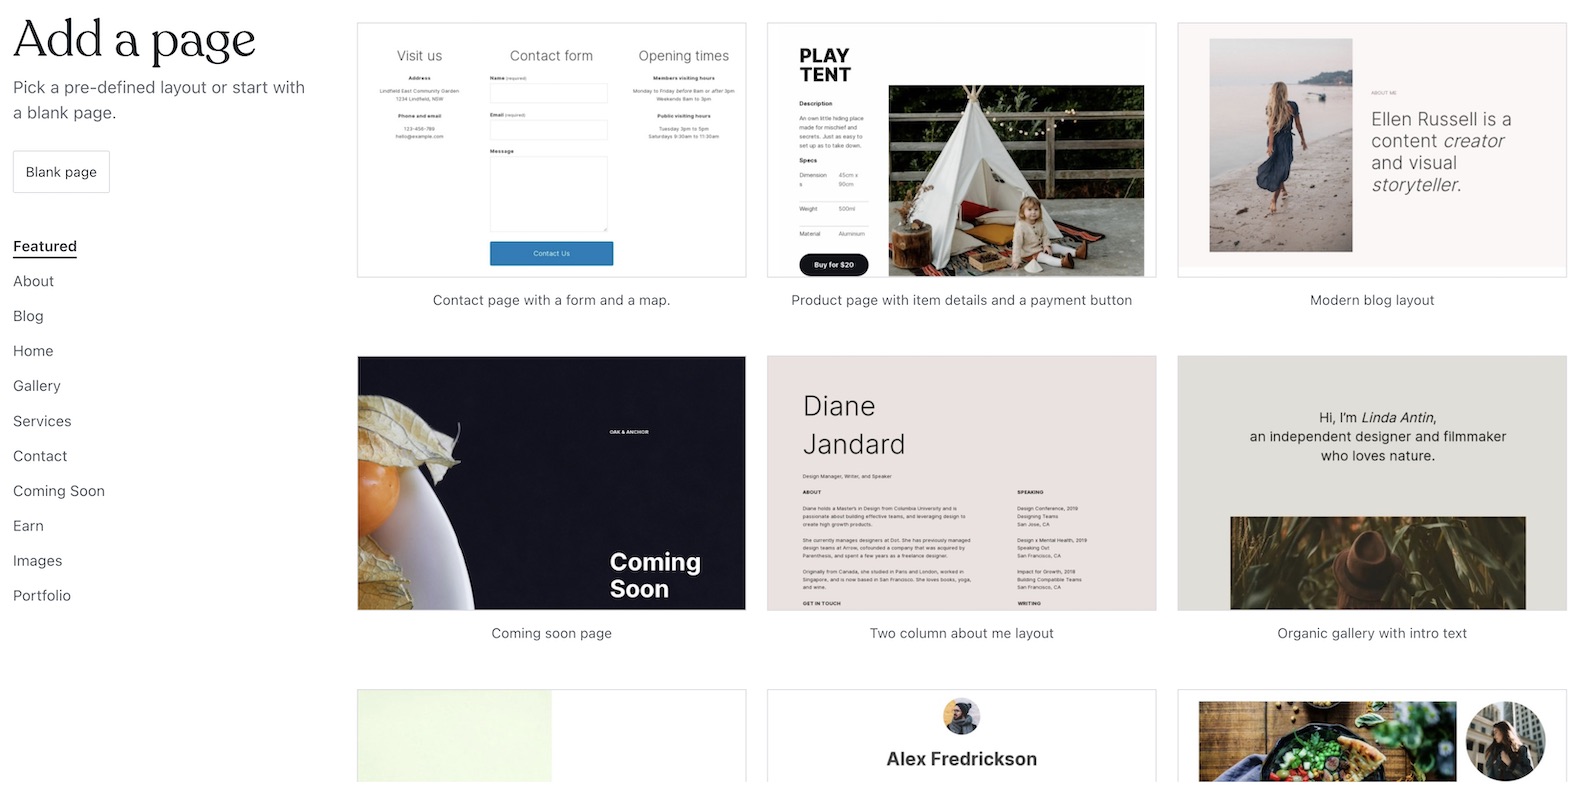 Add a page
Pick a pre-defined layout or start with
a blank page.
Blank page
Featured
About
Blog
Home
Gallery
Services
Contact
Coming Soon
Earn
Images
Portfolio
Visit us
Address
Lindfield East Community Garden
1234 Lindfield, NSW
Phone and email
123-456-789
hello@example.com
Contact form
Name (required)
Email (required)
Message
Contact Us
Opening times
Members visiting hours
Monday to Friday before 8am or after 3pm
Weekends 8am to 3pm
Public visiting hours
Tuesday 3pm to 5pm
Saturdays 9:30am to 11:30am
Contact page with a form and a map.
PLAY
TENT
Description
An own little hiding place
made for mischief and
secrets. Just as easy to
set up as to take down.
Specs
Dimension
s
45cm x
90cm
Weight
500ml
Material
Aluminum
Buy for $20
Product page with item details and a payment button
ABOUT ME
Ellen Russell is a
content creator
and visual
storyteller.
Modern blog layout
OAK & ANCHOR
Coming
Soon
Coming soon page
Diane
Jandard
Design Manager, Writer, and Speaker
ABOUT
Diane holds a Master's in Design from Columbia University and is
passionate about building effective teams, and leveraging design to
create high growth products.
She currently manages designers at Dot. She has previously managed
design teams at Arrow, cofounded a company that was acquired by
Parenthesis, and spent a few years as a freelance designer.
Originally from Canada, she studied in Paris and London, worked in
Singapore, and is now based in San Francisco. She loves books, yoga,
and wine.
GET IN TOUCH
SPEAKING
Design Conference, 2019
Designing Teams
San Jose, CA
Design x Mental Health, 2019
Speaking Out
San Francisco, CA
Impact for Growth, 2018
Building Compatible Teams
San Francisco, CA
WRITING
Two column about me layout
Hi, I'm Linda Antin,
an independent designer and filmmaker
who loves nature.
Organic gallery with intro text
Alex Fredrickson